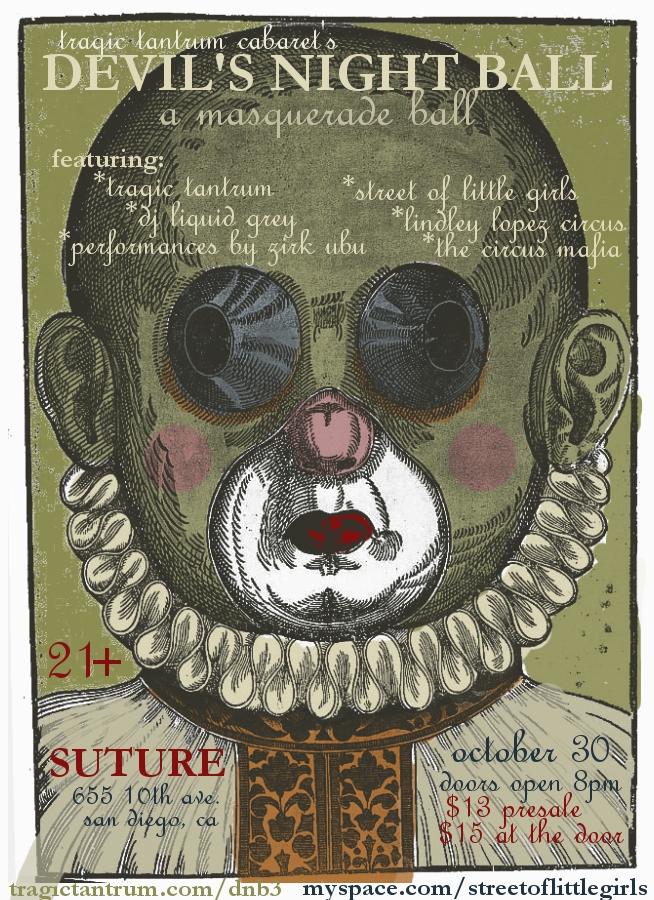 tragic tantrum cabaret's
DEVIL'S NIGHT BALL
a masquerade ball
featuring:
*tragic tantrum
*dj liquid grey
*performances by zirk ubu
*street of little girls
*lindley lopez circus
*the circus mafia
21+
SUTURE
655 10th ave.
san diego, ca
october 30
doors open 8pm
$13 presale
$15 at the door
tragictantrum.com/dnb3
myspace.com/streetoflittlegirls